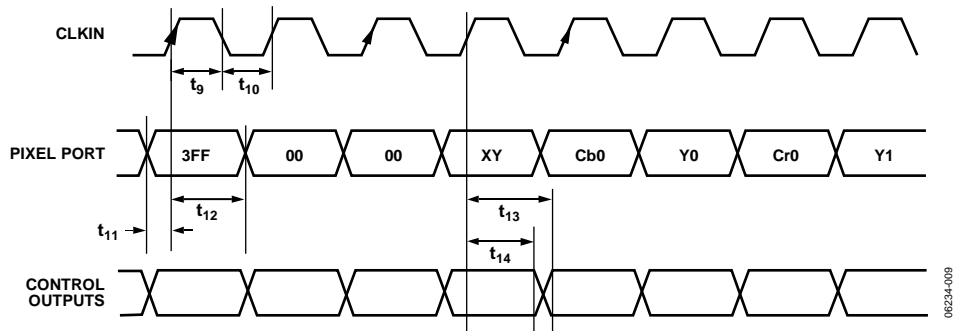 CLKIN
t9
t10
PIXEL PORT
3FF
00
00
XY
Cb0
Y0
Cr0
Y1
t12
t11
t13
t14
CONTROL
OUTPUTS
06234-009